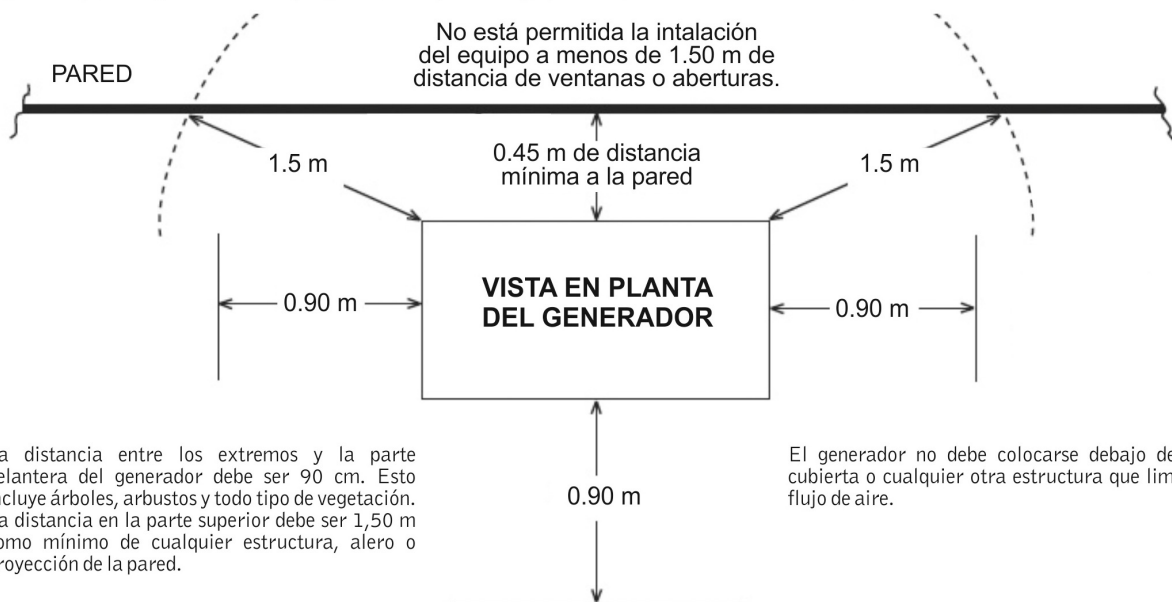 No está permitida la intalación
del equipo a menos de 1.50 m de
distancia de ventanas o aberturas.
PARED
1.5 m
0.45 m de distancia
mínima a la pared
1.5 m
0.90 m
VISTA EN PLANTA
DEL GENERADOR
0.90 m
a distancia entre los extremos y la parte
elantera del generador debe ser 90 cm. Esto
ncluye árboles, arbustos y todo tipo de vegetación.
a distancia en la parte superior debe ser 1,50 m
omo mínimo de cualquier estructura, alero o
royección de la pared.
0.90 m
El generador no debe colocarse debajo de
cubierta o cualquier otra estructura que lim
flujo de aire.